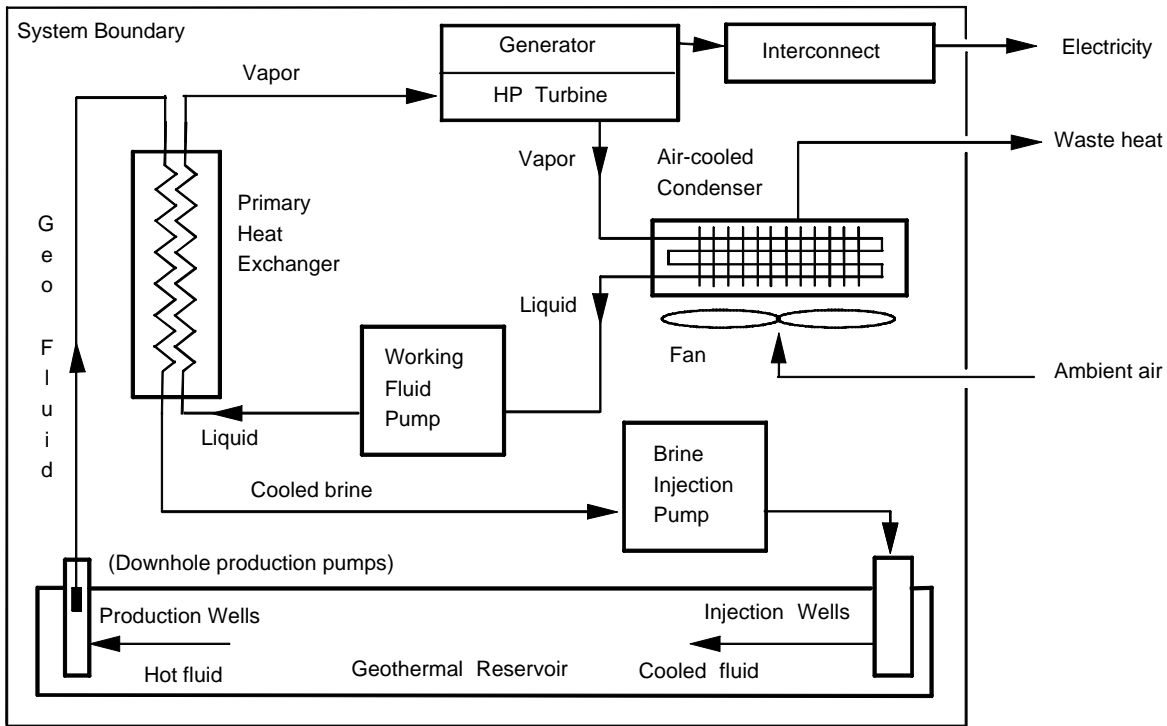 System Boundary
Generator
HP Turbine
Interconnect
Electricity
Vapor
Waste heat
Vapor
Air-cooled
Condenser
Geo Fluid
Primary
Heat
Exchanger
Liquid
Fan
Ambient air
Working
Fluid
Pump
Liquid
Brine
Injection
Pump
Cooled brine
(Downhole production pumps)
Production Wells
Injection Wells
Hot fluid
Geothermal Reservoir
Cooled fluid